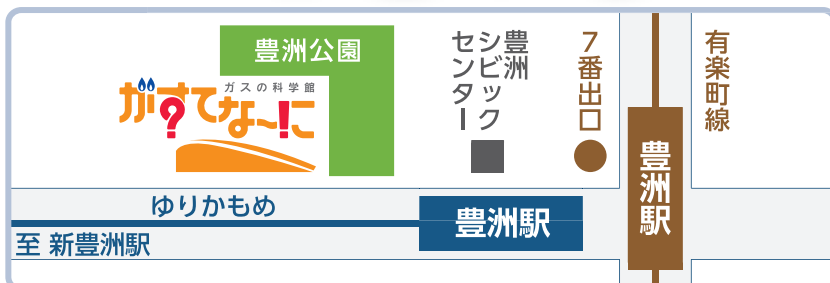 豊洲公園
ガスの科学館
がすてな〜に
豊洲
シビック
センター
7番出口
有楽町線
豊洲駅
ゆりかもめ
豊洲駅
至 新豊洲駅